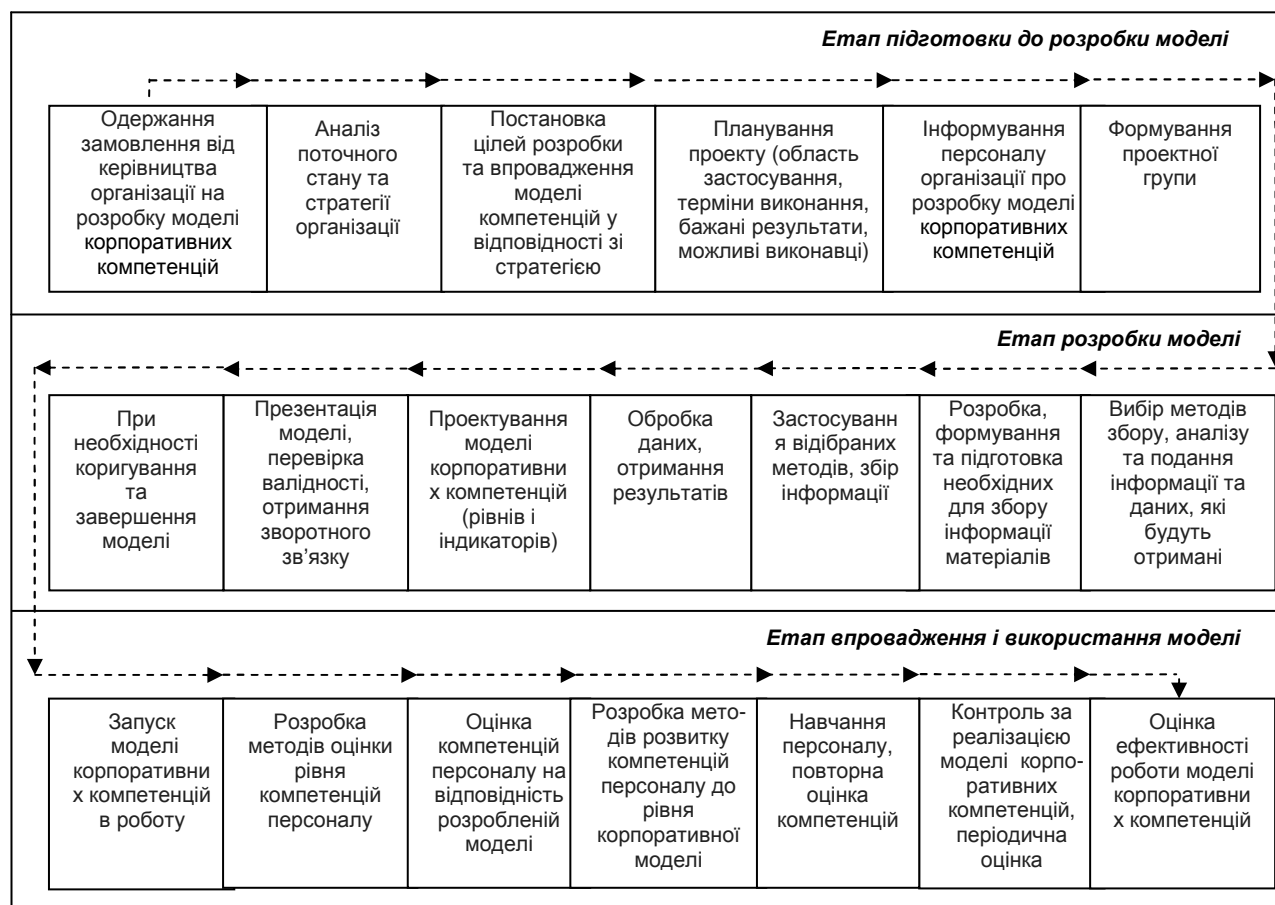 Етап підготовки до розробки моделі
Одержання
замовлення від
керівництва
організації на
розробку моделі
корпоративних
компетенцій
Аналіз
поточного
стану та
стратегії
організації
Постановка
цілей розробки
та впровадження
моделі
компетенцій у
відповідності зі
стратегією
Планування
проекту (область
застосування,
терміни виконання,
бажані результати,
можливі виконавці)
Інформування
персоналу
організації про
розробку моделі
корпоративних
компетенцій
Формування
проектної
групи
Етап розробки моделі
При
необхідності
коригування
та
завершення
моделі
Презентація
моделі,
перевірка
валідності,
отримання
зворотного
зв’язку
Проектування
моделі
корпоративни
х компетенцій
(рівнів і
індикаторів)
Обробка
даних,
отримання
результатів
Застосуванн
я відібраних
методів, збір
інформації
Розробка,
формування
та підготовка
необхідних
для збору
інформації
матеріалів
Вибір методів
збору, аналізу
та подання
інформації та
даних, які
будуть
отримані
Етап впровадження і використання моделі
Запуск
моделі
корпоративни
х компетенцій
в роботу
Розробка
методів оцінки
рівня
компетенцій
персоналу
Оцінка
компетенцій
персоналу на
відповідність
розробленій
моделі
Розробка мето-
дів розвитку
компетенцій
персоналу до
рівня
корпоративної
моделі
Навчання
персоналу,
повторна
оцінка
компетенцій
Контроль за
реалізацією
моделі корпо-
ративних
компетенцій,
періодична
оцінка
Оцінка
ефективності
роботи моделі
корпоративни
х компетенцій